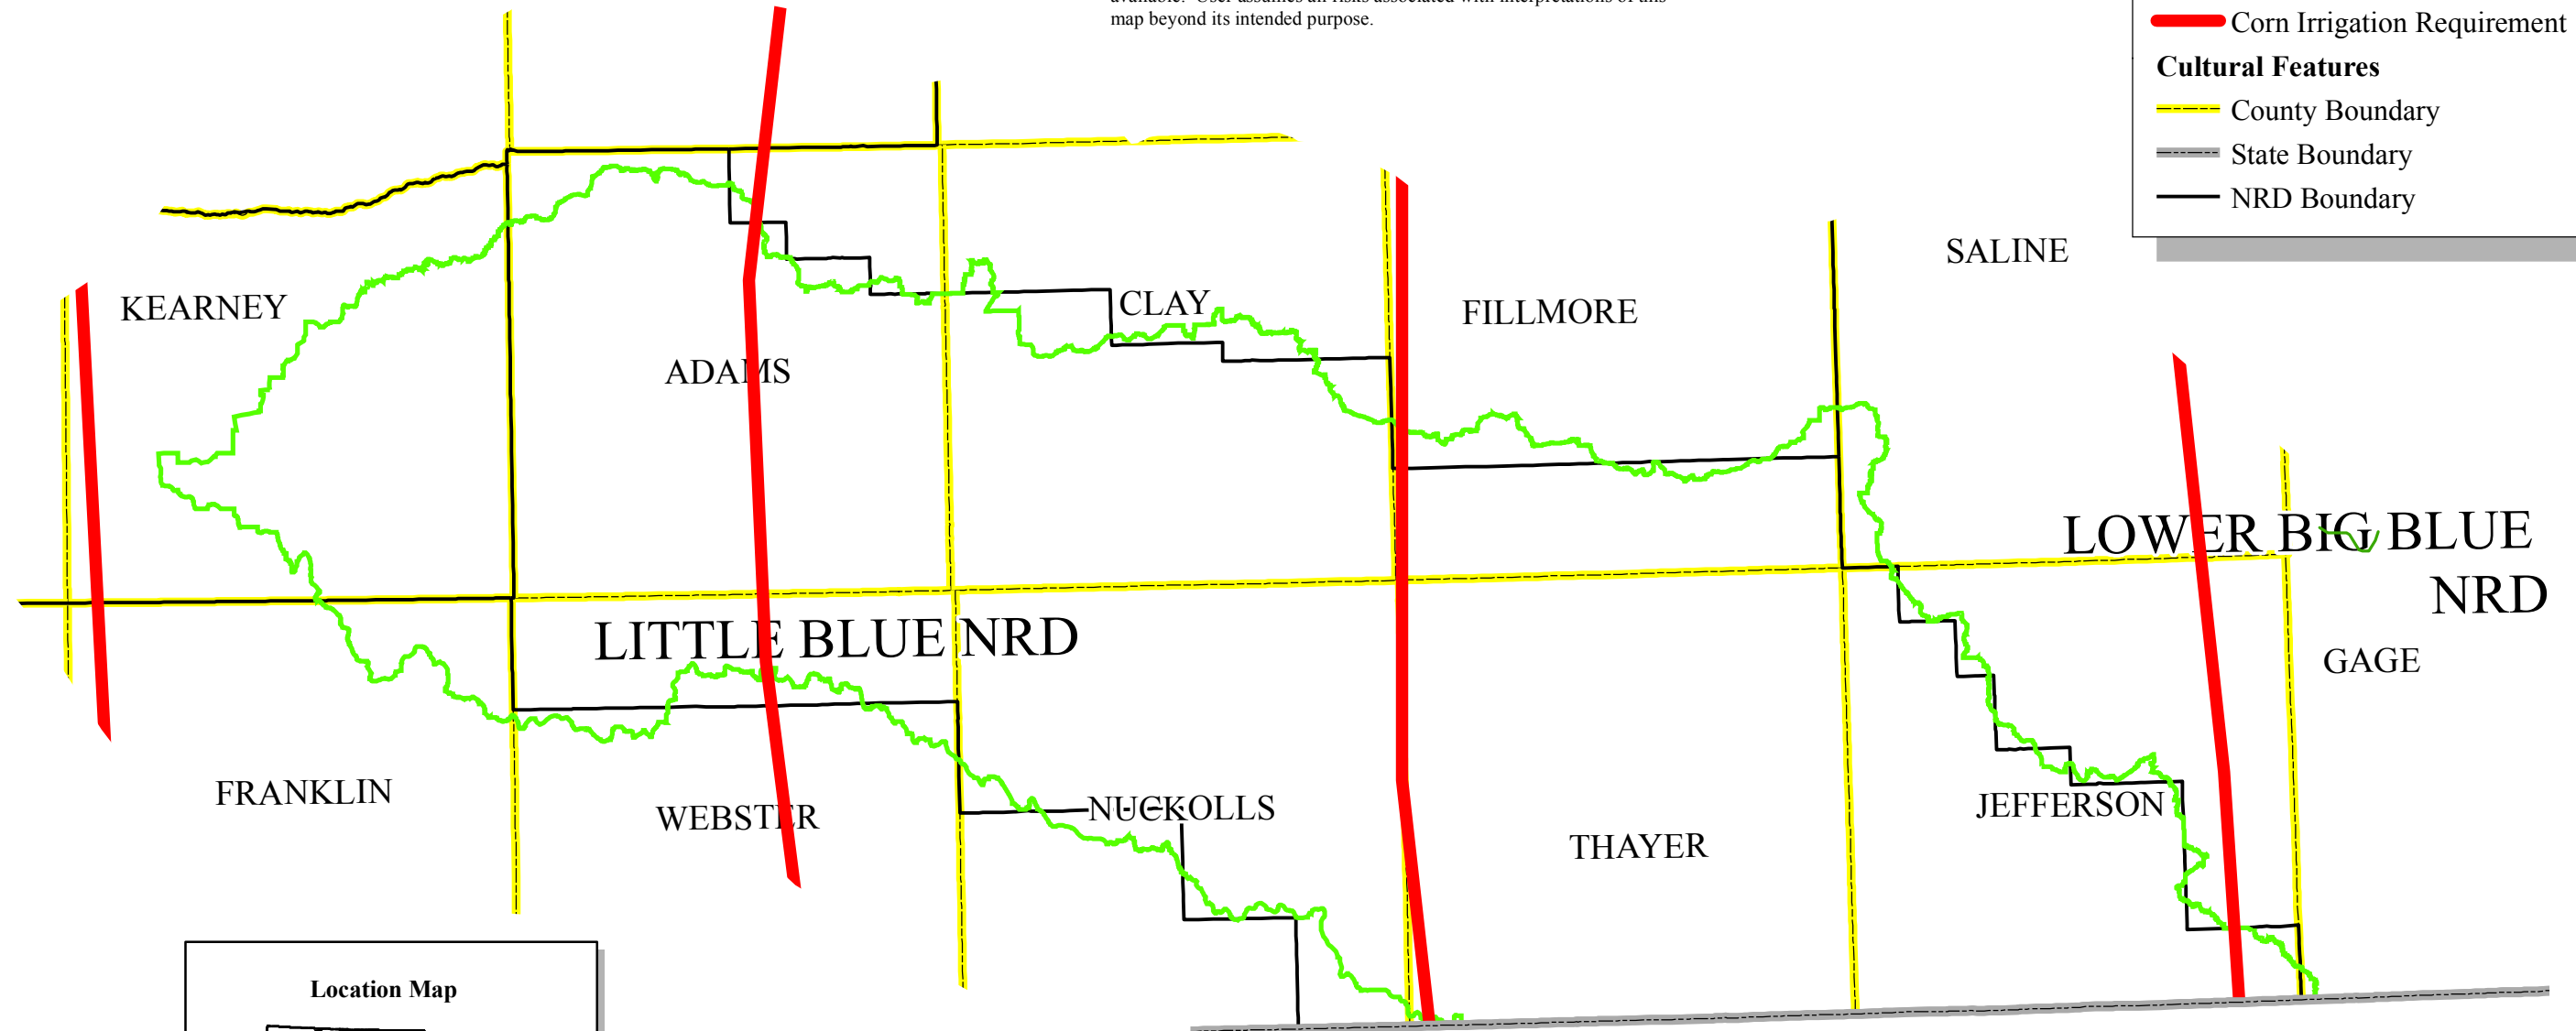 map beyond its intended purpose.
Corn Irrigation Requirement
Cultural Features
County Boundary
State Boundary
NRD Boundary
SALINE
KEARNEY
CLAY
FILLMORE
ADAMS
LOWER BIG BLUE
NRD
LITTLE BLUE NRD
GAGE
FRANKLIN
WEBSTER
NUCKOLLS
JEFFERSON
THAYER
Location Map